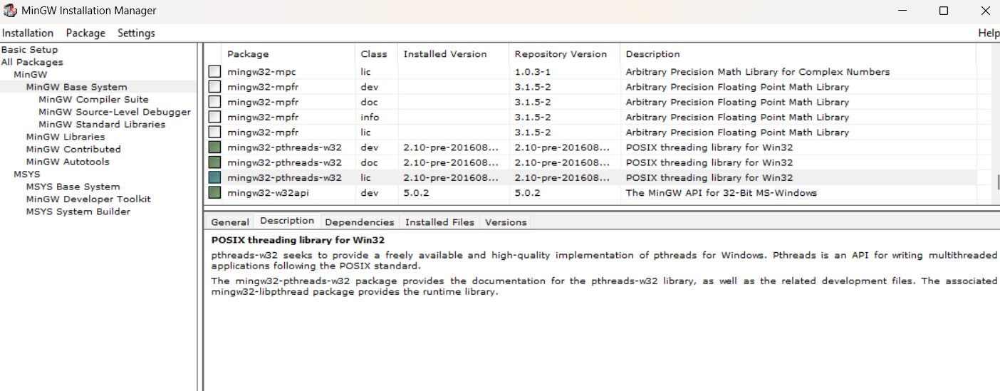 MinGW Installation Manager
Installation Package Settings Help
Basic Setup
All Packages
MinGW
MinGW Base System
MinGW Compiler Suite
MinGW Source-Level Debugger
MinGW Standard Libraries
MinGW Libraries
MinGW Contributed
MinGW Autotools
MSYS
MSYS Base System
MinGW Developer Toolkit
MSYS System Builder
Package Class Installed Version Repository Version Description
mingw32-mpc lic 1.0.3-1 Arbitrary Precision Math Library for Complex Numbers
mingw32-mpfr dev 3.1.5-2 Arbitrary Precision Floating Point Math Library
mingw32-mpfr doc 3.1.5-2 Arbitrary Precision Floating Point Math Library
mingw32-mpfr info 3.1.5-2 Arbitrary Precision Floating Point Math Library
mingw32-mpfr lic 3.1.5-2 Arbitrary Precision Floating Point Math Library
mingw32-pthreads-w32 dev 2.10-pre-201608... 2.10-pre-201608... POSIX threading library for Win32
mingw32-pthreads-w32 doc 2.10-pre-201608... 2.10-pre-201608... POSIX threading library for Win32
mingw32-pthreads-w32 lic 2.10-pre-201608... 2.10-pre-201608... POSIX threading library for Win32
mingw32-w32api dev 5.0.2 5.0.2 The MinGW API for 32-Bit MS-Windows
General Description Dependencies Installed Files Versions
POSIX threading library for Win32
pthreads-w32 seeks to provide a freely available and high-quality implementation of pthreads for Windows. Pthreads is an API for writing multithreaded
applications following the POSIX standard.
The mingw32-pthreads-w32 package provides the documentation for the pthreads-w32 library, as well as the related development files. The associated
mingw32-libpthread package provides the runtime library.